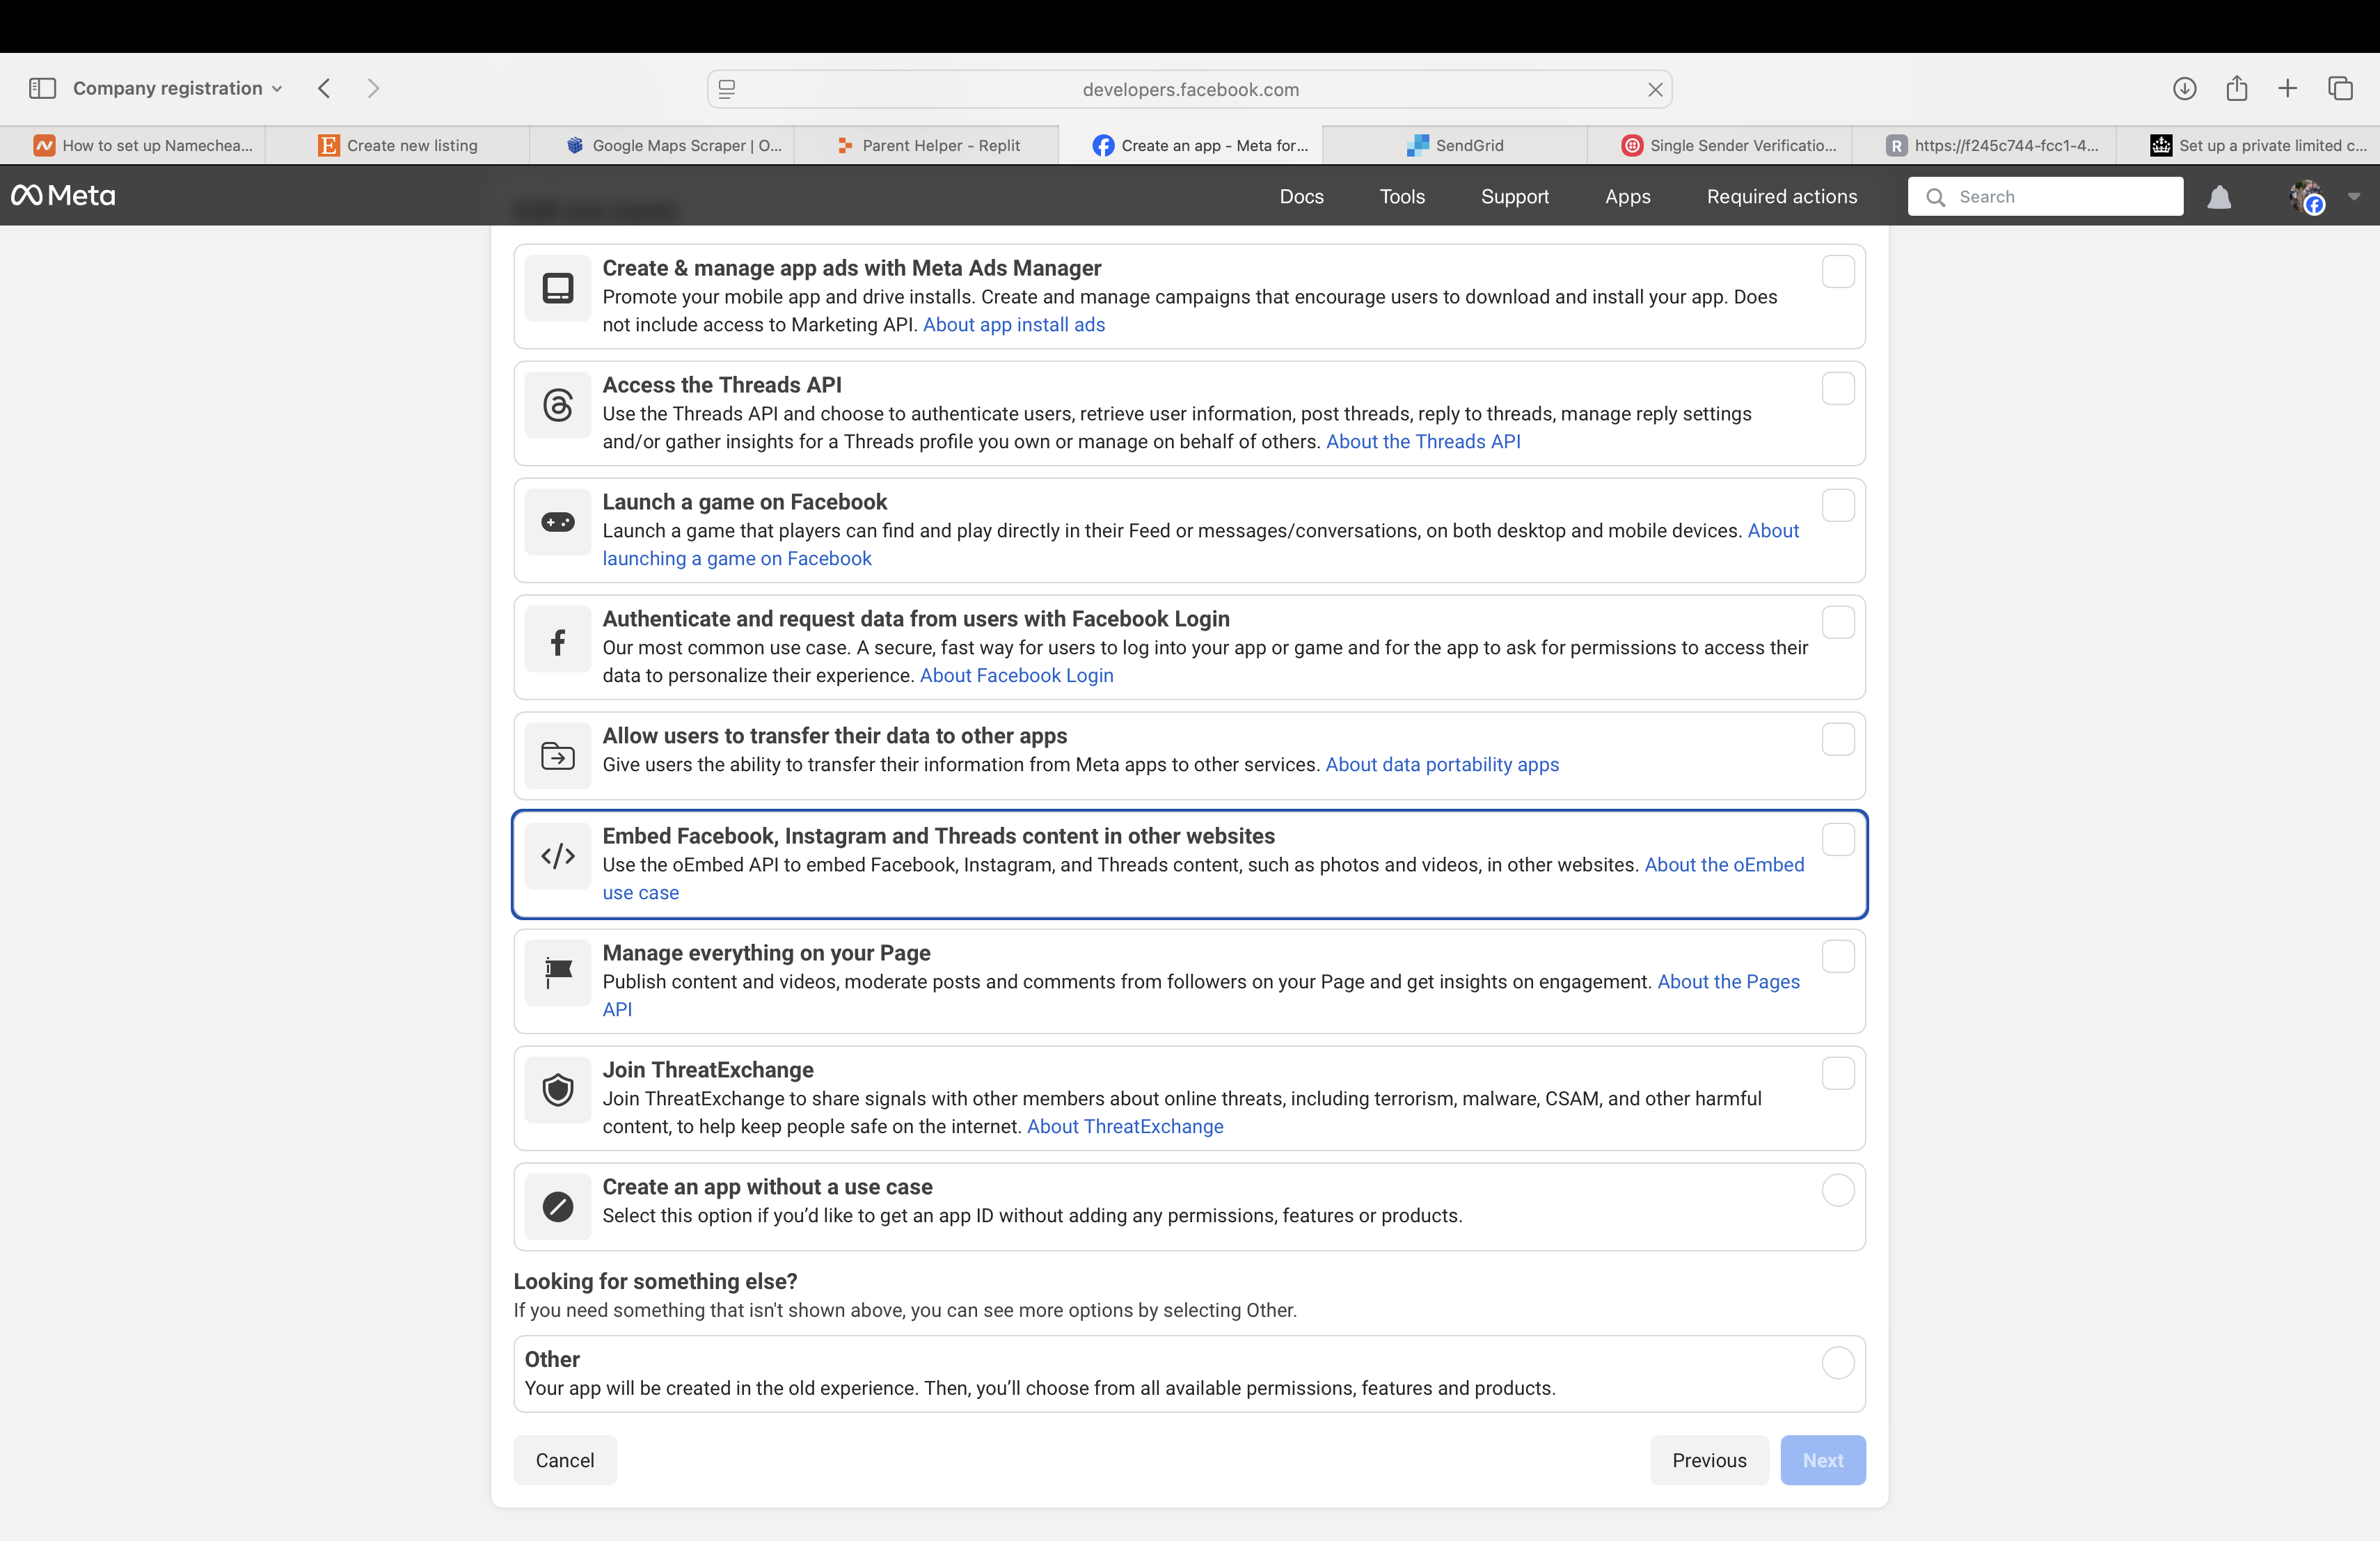 Company registration
developers.facebook.com
How to set up Namechea...
Create new listing
Google Maps Scraper | O...
Parent Helper - Replit
Create an app - Meta for...
SendGrid
Single Sender Verificatio...
R
https://f245c744-fcc1-4...
Set up a private limited c...
Meta
Docs
Tools
Support
Apps
Required actions
Search
Create & manage app ads with Meta Ads Manager
Promote your mobile app and drive installs. Create and manage campaigns that encourage users to download and install your app. Does
not include access to Marketing API. About app install ads
Access the Threads API
Use the Threads API and choose to authenticate users, retrieve user information, post threads, reply to threads, manage reply settings
and/or gather insights for a Threads profile you own or manage on behalf of others. About the Threads API
Launch a game on Facebook
Launch a game that players can find and play directly in their Feed or messages/conversations, on both desktop and mobile devices. About
launching a game on Facebook
Authenticate and request data from users with Facebook Login
Our most common use case. A secure, fast way for users to log into your app or game and for the app to ask for permissions to access their
data to personalize their experience. About Facebook Login
Allow users to transfer their data to other apps
Give users the ability to transfer their information from Meta apps to other services. About data portability apps
Embed Facebook, Instagram and Threads content in other websites
Use the oEmbed API to embed Facebook, Instagram, and Threads content, such as photos and videos, in other websites. About the oEmbed
use case
Manage everything on your Page
Publish content and videos, moderate posts and comments from followers on your Page and get insights on engagement. About the Pages
API
Join ThreatExchange
Join ThreatExchange to share signals with other members about online threats, including terrorism, malware, CSAM, and other harmful
content, to help keep people safe on the internet. About ThreatExchange
Create an app without a use case
Select this option if you’d like to get an app ID without adding any permissions, features or products.
Looking for something else?
If you need something that isn't shown above, you can see more options by selecting Other.
Other
Your app will be created in the old experience. Then, you’ll choose from all available permissions, features and products.
Cancel
Previous
Next